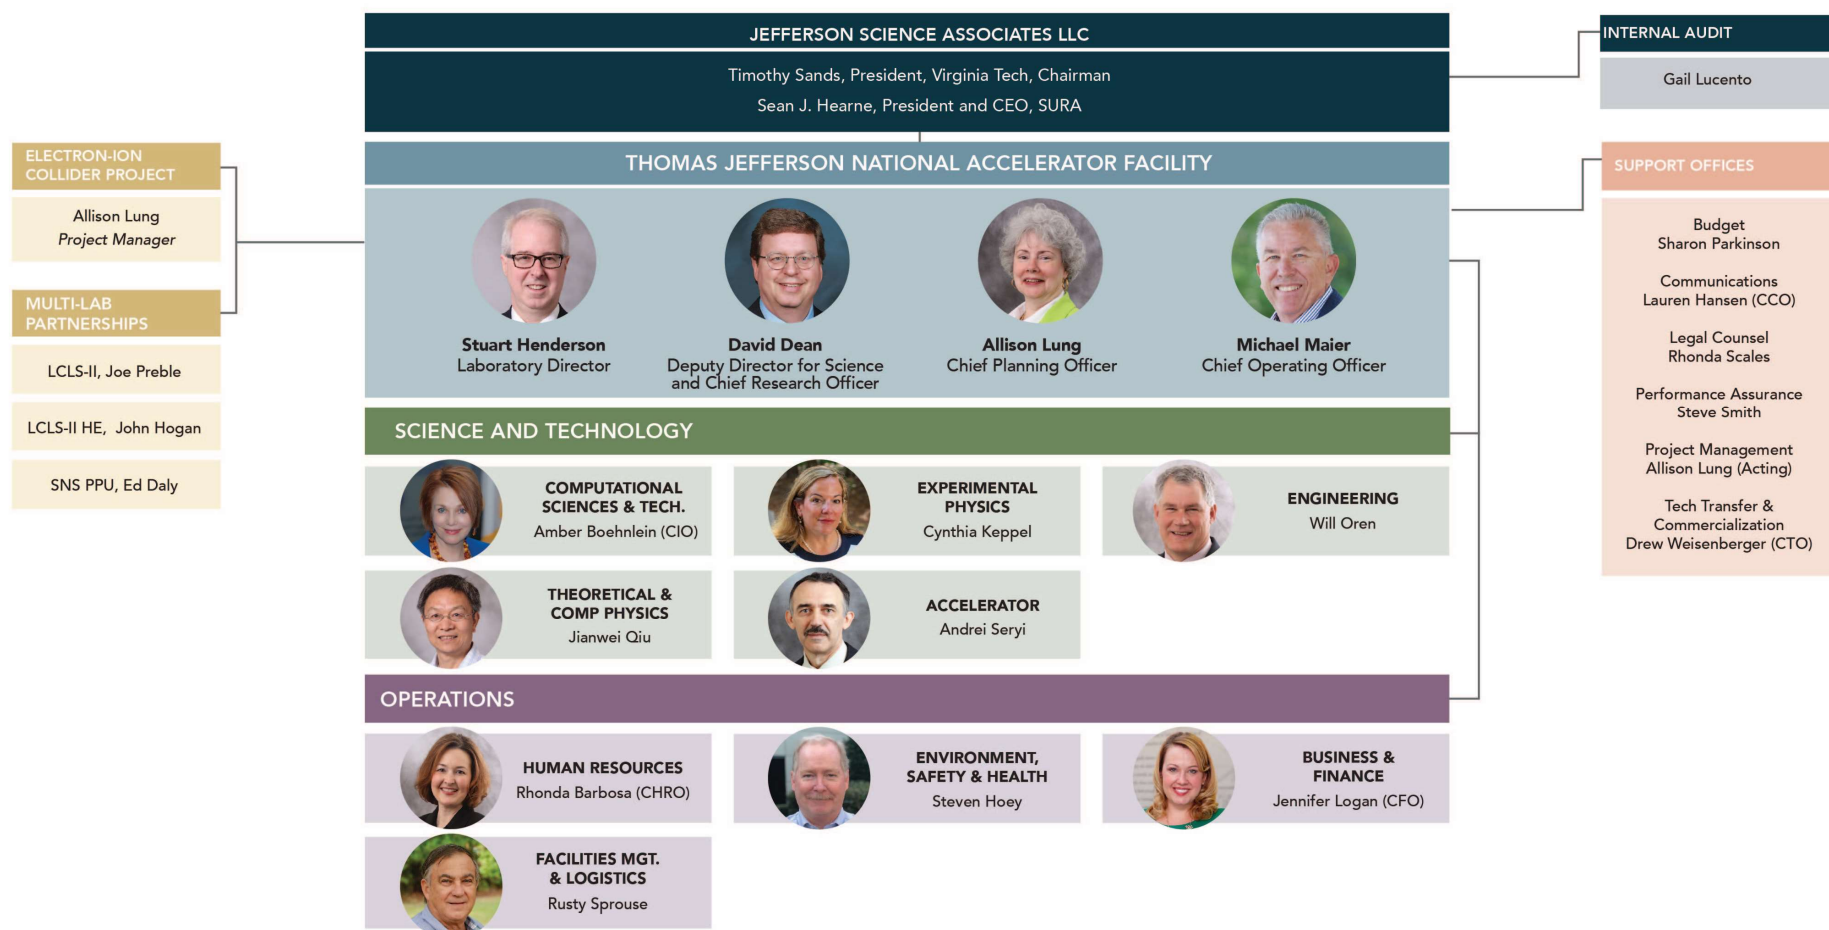 JEFFERSON SCIENCE ASSOCIATES LLC
Timothy Sands, President, Virginia Tech, Chairman
Sean J. Hearne, President and CEO, SURA
INTERNAL AUDIT
Gail Lucento
ELECTRON-ION
COLLIDER PROJECT
Allison Lung
Project Manager
MULTI-LAB
PARTNERSHIPS
LCLS-II, Joe Preble
LCLS-II HE, John Hogan
SNS PPU, Ed Daly
THOMAS JEFFERSON NATIONAL ACCELERATOR FACILITY
Stuart Henderson
Laboratory Director
David Dean
Deputy Director for Science
and Chief Research Officer
Allison Lung
Chief Planning Officer
Michael Maier
Chief Operating Officer
SUPPORT OFFICES
Budget
Sharon Parkinson
Communications
Lauren Hansen (CCO)
Legal Counsel
Rhonda Scales
Performance Assurance
Steve Smith
Project Management
Allison Lung (Acting)
Tech Transfer &
Commercialization
Drew Weisenberger (CTO)
SCIENCE AND TECHNOLOGY
COMPUTATIONAL
SCIENCES & TECH.
Amber Boehnlein (CIO)
EXPERIMENTAL
PHYSICS
Cynthia Keppel
ENGINEERING
Will Oren
THEORETICAL &
COMP PHYSICS
Jianwei Qiu
ACCELERATOR
Andrei Seryi
OPERATIONS
HUMAN RESOURCES
Rhonda Barbosa (CHRO)
ENVIRONMENT,
SAFETY & HEALTH
Steven Hoey
BUSINESS &
FINANCE
Jennifer Logan (CFO)
FACILITIES MGT.
& LOGISTICS
Rusty Sprouse